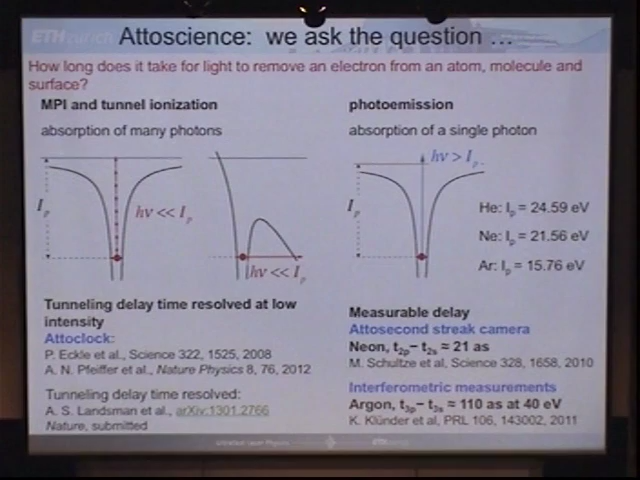 ETH zürich
Attoscience: we ask the question ...
How long does it take for light to remove an electron from an atom, molecule and
surface?
MPI and tunnel ionization
absorption of many photons
Ip
hν << Ip
hν << Ip
Tunneling delay time resolved at low
intensity
Attoclock:
P. Eckle et al., Science 322, 1525, 2008
A. N. Pfeiffer et al., Nature Physics 8, 76, 2012
Tunneling delay time resolved:
A. S. Landsman et al., arXiv:1301.2766
Nature, submitted
photoemission
absorption of a single photon
hν > Ip
Ip
He: Ip = 24.59 eV
Ne: Ip = 21.56 eV
Ar: Ip = 15.76 eV
Measurable delay
Attosecond streak camera
Neon, t2p− t2s ≈ 21 as
M. Schultze et al, Science 328, 1658, 2010
Interferometric measurements
Argon, t3p− t3s ≈ 110 as at 40 eV
K. Klünder et al, PRL 106, 143002, 2011